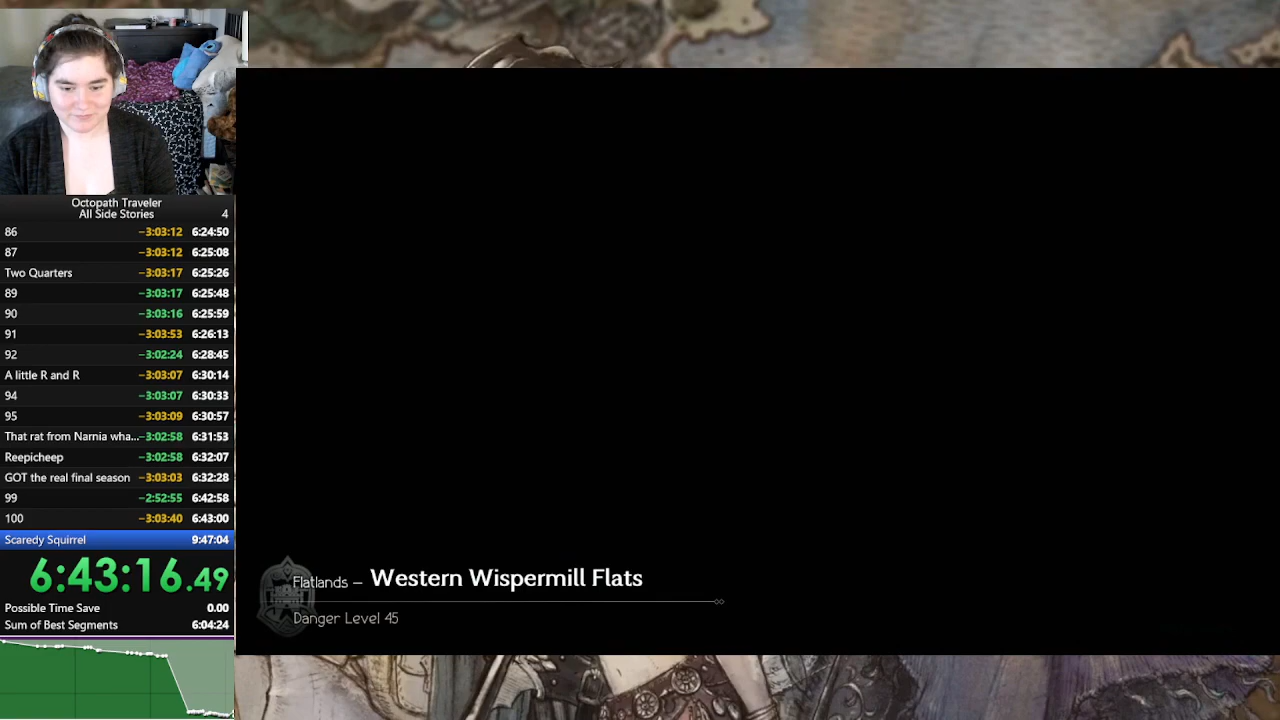 Octopath Traveler
All Side Stories 4
86 −3:03:12 6:24:50
87 −3:03:12 6:25:08
Two Quarters −3:03:17 6:25:26
89 −3:03:17 6:25:48
90 −3:03:16 6:25:59
91 −3:03:53 6:26:13
92 −3:02:24 6:28:45
A little R and R −3:03:07 6:30:14
94 −3:03:07 6:30:33
95 −3:03:09 6:30:57
That rat from Narnia wha... −3:02:58 6:31:53
Reepicheep −3:02:58 6:32:07
GOT the real final season −3:03:03 6:32:28
99 −2:52:55 6:42:58
100 −3:03:40 6:43:00
Scaredy Squirrel 9:47:04
6:43:16.49
Possible Time Save 0.00
Sum of Best Segments 6:04:24
Flatlands – Western Wispermill Flats
Danger Level 45